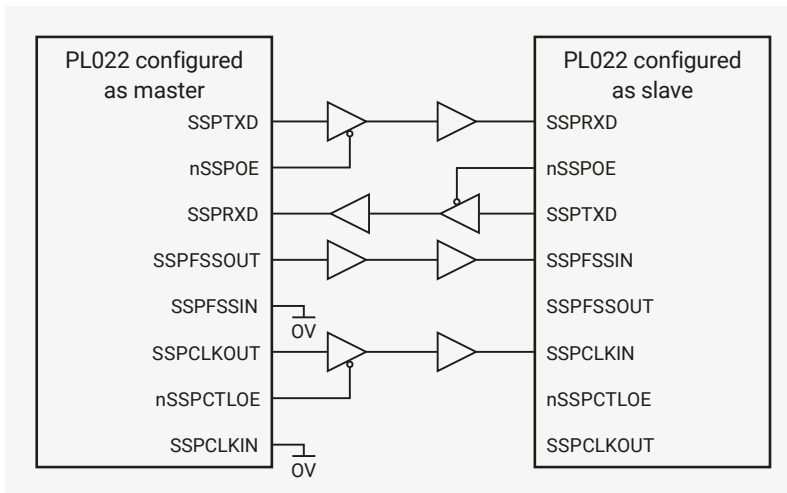 PL022 configured
as master
SSPTXD
nSSPOE
SSPRXD
SSPFSSOUT
SSPFSSIN
0V
SSPCLKOUT
nSSPCTLOE
SSPCLKIN
0V
PL022 configured
as slave
SSPRXD
nSSPOE
SSPTXD
SSPFSSIN
SSPFSSOUT
SSPCLKIN
nSSPCTLOE
SSPCLKOUT